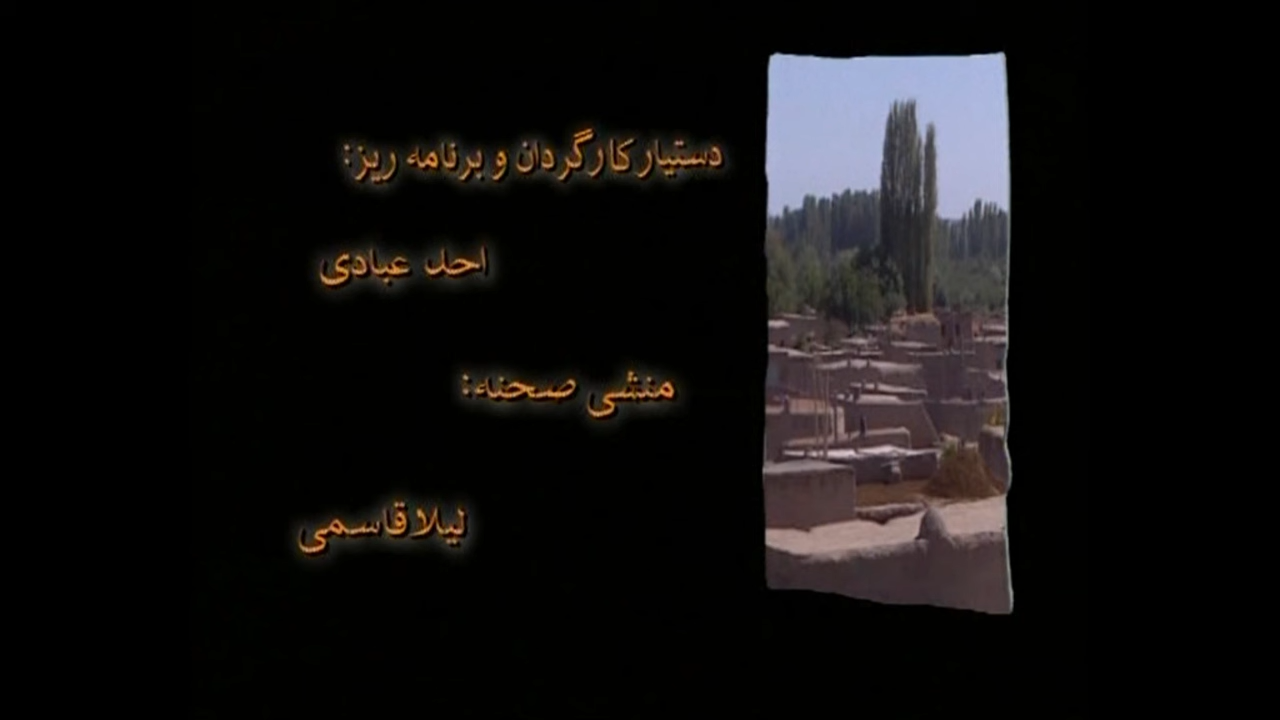 دستیار کارگردان و برنامه ریز:
احد عبادی
منشی صحنه:
لیلا قاسمی